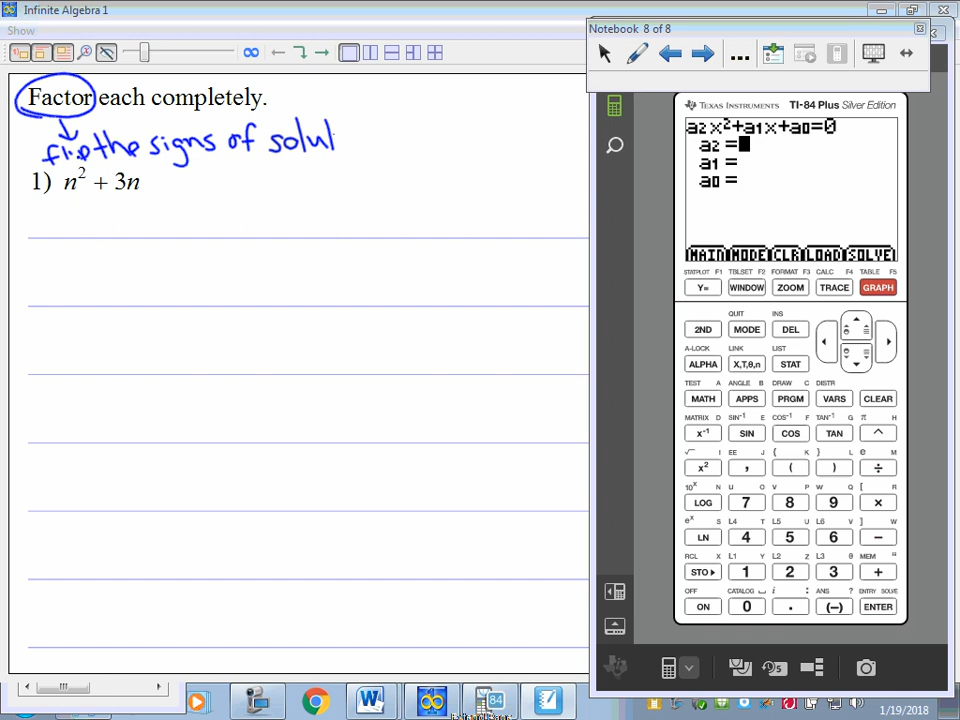 Infinite Algebra 1
Show
Notebook 8 of 8
Factor each completely.
the signs of solut
1) n² + 3n
TEXAS INSTRUMENTS TI-84 Plus Silver Edition
a2x²+a1x+a0=0
a2 =
a1 =
a0 =
MAIN MODE CLR LOAD SOLVE
STATPLOT F1 TBLSET F2 FORMAT F3 CALC F4 TABLE F5
Y= WINDOW ZOOM TRACE GRAPH
QUIT INS
2ND MODE DEL
A-LOCK LINK LIST
ALPHA X,T,θ,n STAT
TEST A ANGLE B DRAW C DISTR
MATH APPS PRGM VARS CLEAR
MATRIX D SIN⁻¹ E COS⁻¹ F TAN⁻¹ G π H
x⁻¹ SIN COS TAN ^
√ I EE J { K } L e M
x² , ( ) ÷
10ˣ N u O v P w Q [ R
LOG 7 8 9 ×
eˣ S L4 T L5 U L6 V ] W
LN 4 5 6 −
RCL X L1 Y L2 Z L3 θ MEM "
STO▸ 1 2 3 +
OFF CATALOG i : ANS ? ENTRY SOLVE
ON 0 . (−) ENTER
84
1/19/2018